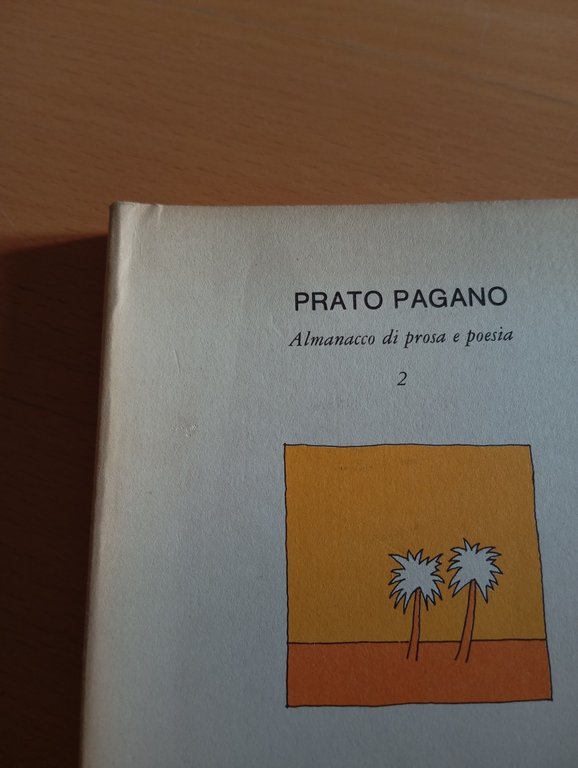 PRATO PAGANO
Almanacco di prosa e poesia
2